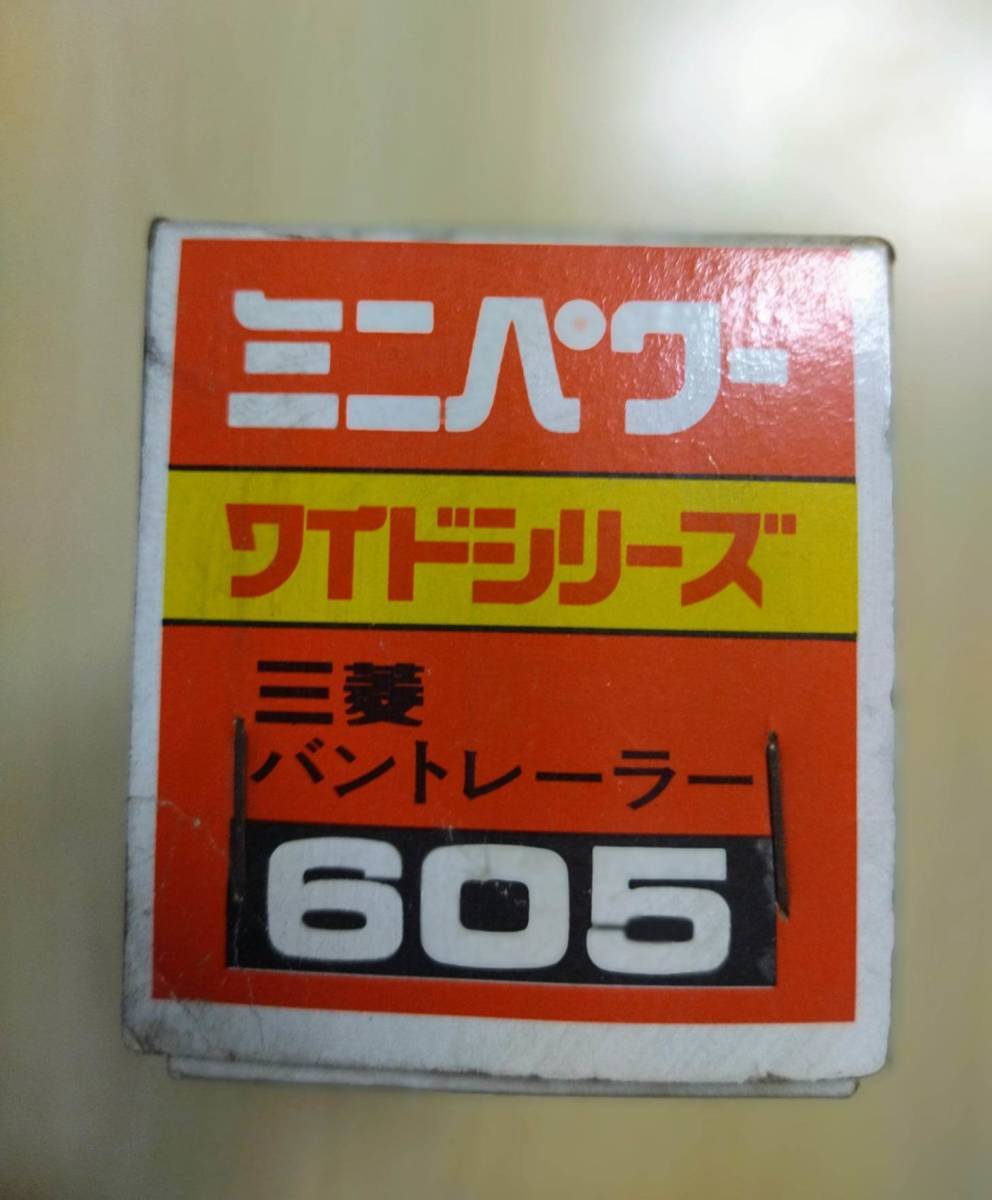 ミニパワー
ワイドシリーズ
三菱
バントレーラー
605